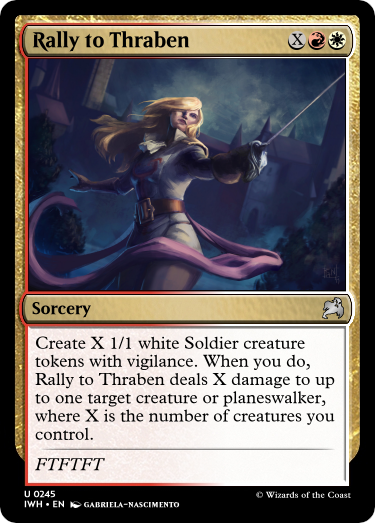 Rally to Thraben
X
Sorcery
Create X 1/1 white Soldier creature
tokens with vigilance. When you do,
Rally to Thraben deals X damage to up
to one target creature or planeswalker,
where X is the number of creatures you
control.
FTFTFT
U 0245
IWH • EN GABRIELA-NASCIMENTO
© Wizards of the Coast